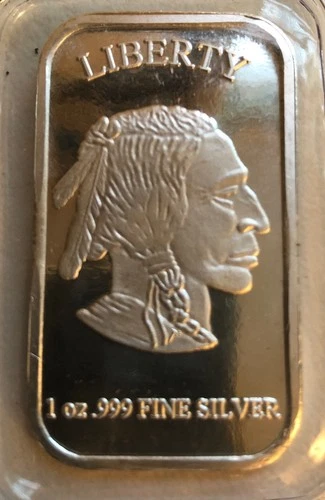 LIBERTY
1 oz .999 FINE SILVER